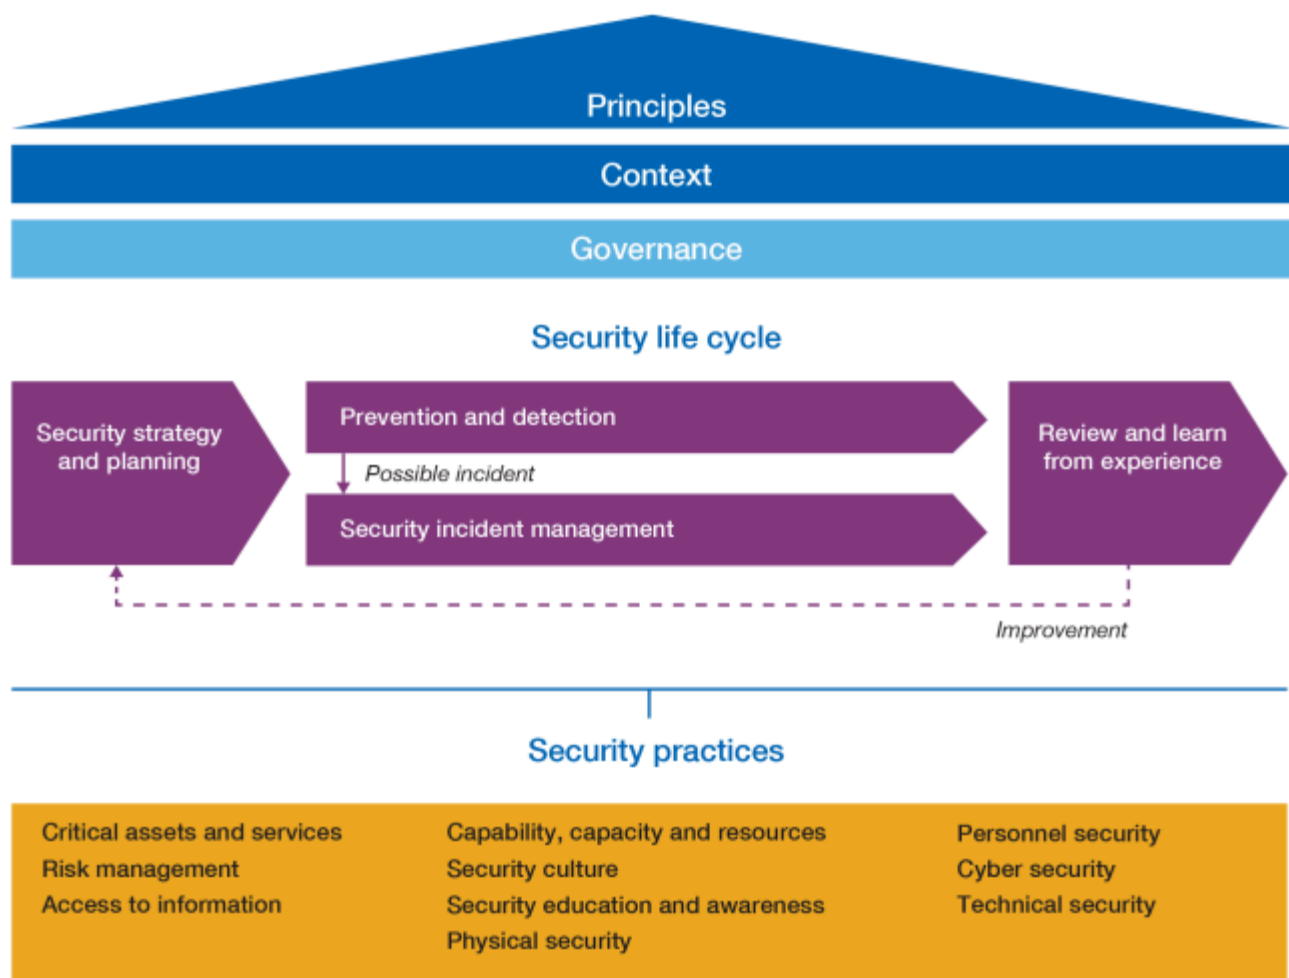 Principles
Context
Governance
Security life cycle
Security strategy
and planning
Prevention and detection
Possible incident
Security incident management
Review and learn
from experience
Improvement
Security practices
Critical assets and services
Risk management
Access to information
Capability, capacity and resources
Security culture
Security education and awareness
Physical security
Personnel security
Cyber security
Technical security